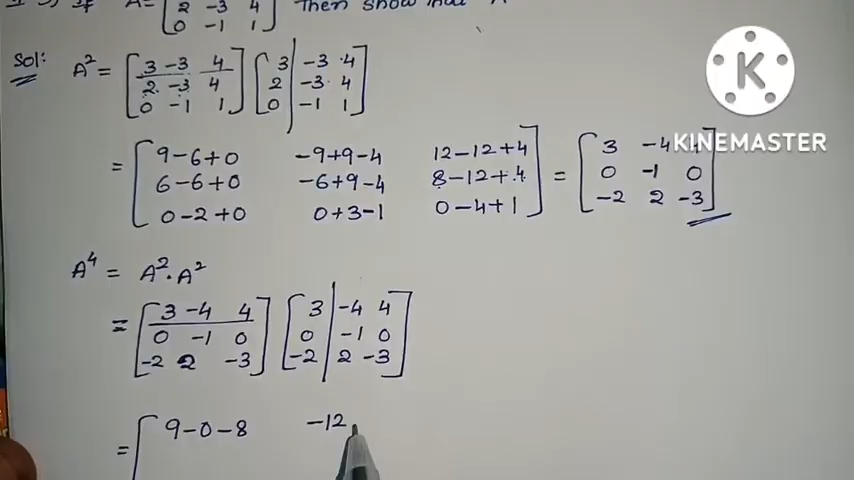 If A= [2 -3 4 Then show that A
0 -1 1]
Sol: A² = [3 -3 4 [3 -3 4
2 -3 4 2 -3 4
0 -1 1] 0 -1 1]
K
KINEMASTER
= [9-6+0 -9+9-4 12-12+4] = [3 -4 4
6-6+0 -6+9-4 8-12+4 0 -1 0
0-2+0 0+3-1 0-4+1] -2 2 -3]
A⁴ = A²·A²
= [3 -4 4 [3 -4 4
0 -1 0 0 -1 0
-2 2 -3] -2 2 -3]
= [9-0-8 -12